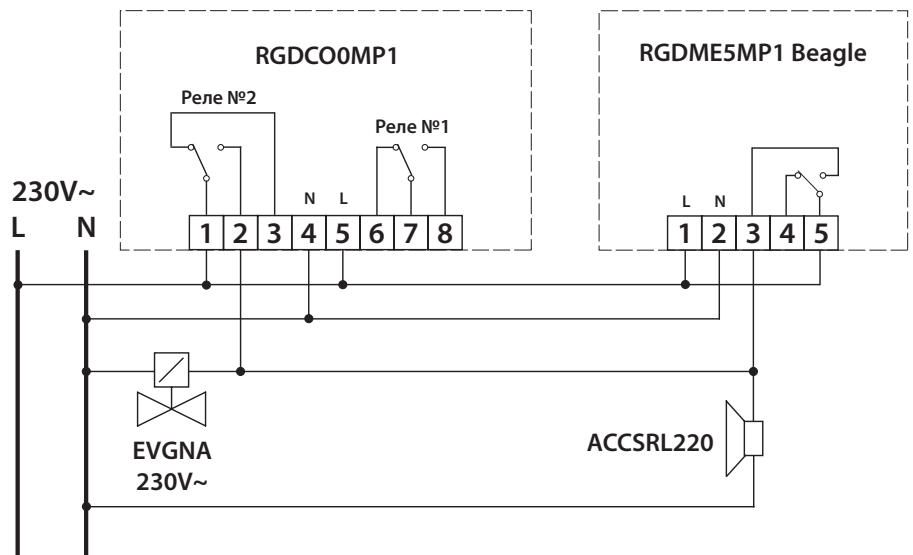 RGDCO0MP1
RGDME5MP1 Beagle
Реле №2
Реле №1
230V~
L N
N L
L N
1 2 3 4 5 6 7 8
1 2 3 4 5
EVGNA
230V~
ACCSRL220